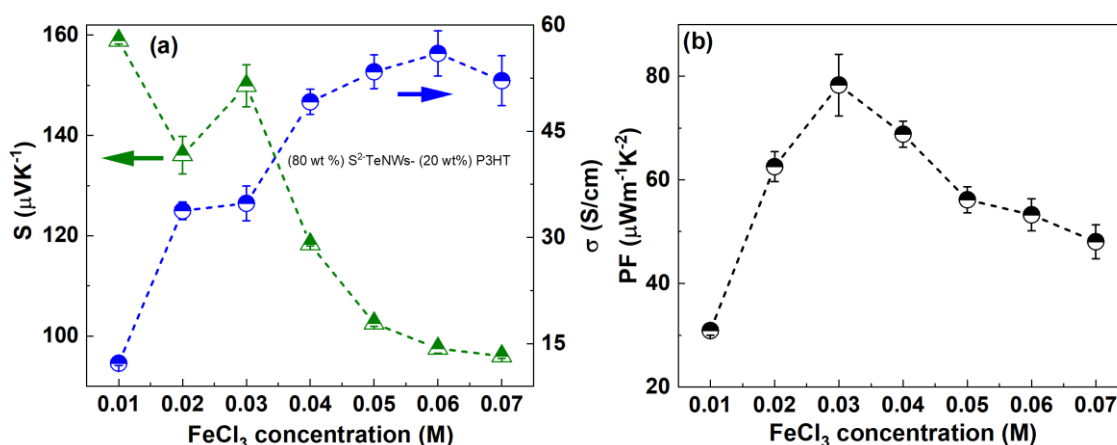 (a)
(80 wt %) S²⁻TeNWs- (20 wt%) P3HT
S (μVK⁻¹)
160
140
120
100
σ (S/cm)
60
45
30
15
0.01 0.02 0.03 0.04 0.05 0.06 0.07
FeCl₃ concentration (M)
(b)
PF (μWm⁻¹K⁻²)
80
60
40
20
0.01 0.02 0.03 0.04 0.05 0.06 0.07
FeCl₃ concentration (M)